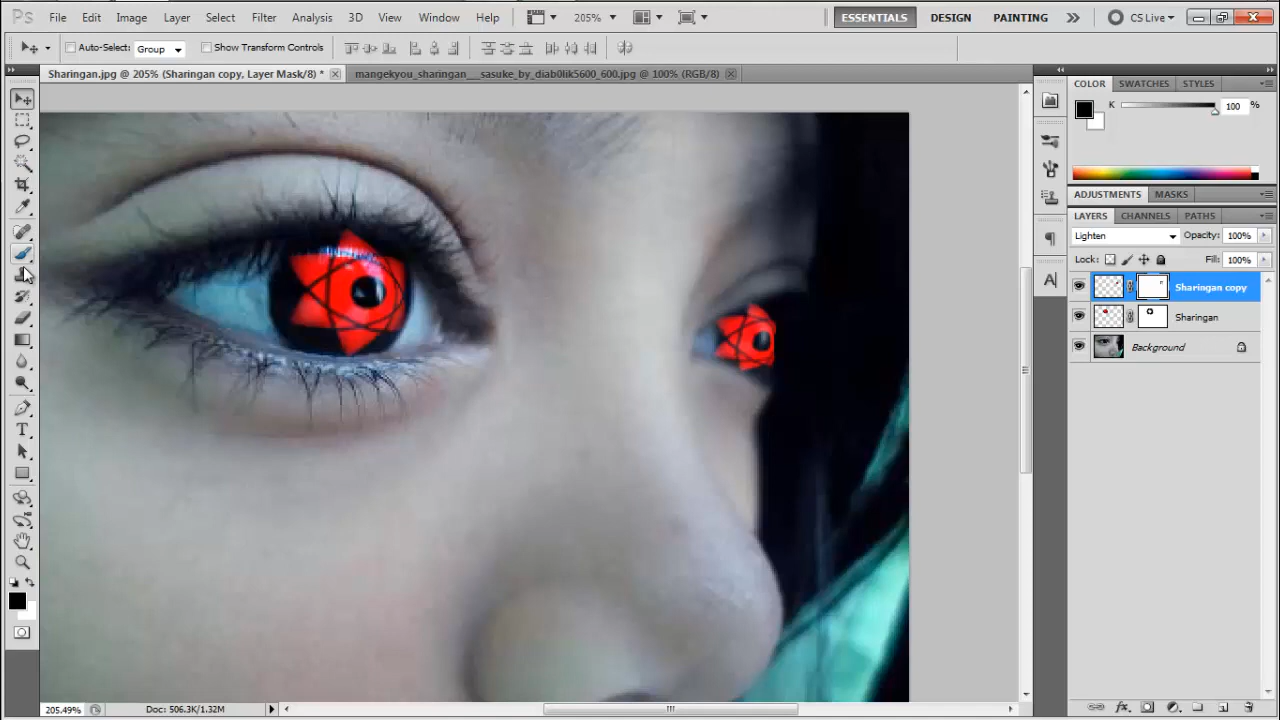 Ps File Edit Image Layer Select Filter Analysis 3D View Window Help 205% ESSENTIALS DESIGN PAINTING CS Live
Auto-Select: Group Show Transform Controls
Sharingan.jpg @ 205% (Sharingan copy, Layer Mask/8) * mangekyou_sharingan___sasuke_by_diab0lik5600_600.jpg @ 100% (RGB/8)
COLOR SWATCHES STYLES
K 100 %
ADJUSTMENTS MASKS
LAYERS CHANNELS PATHS
Lighten Opacity: 100%
Lock: Fill: 100%
Sharingan copy
Sharingan
Background
205.49% Doc: 506.3K/1.32M